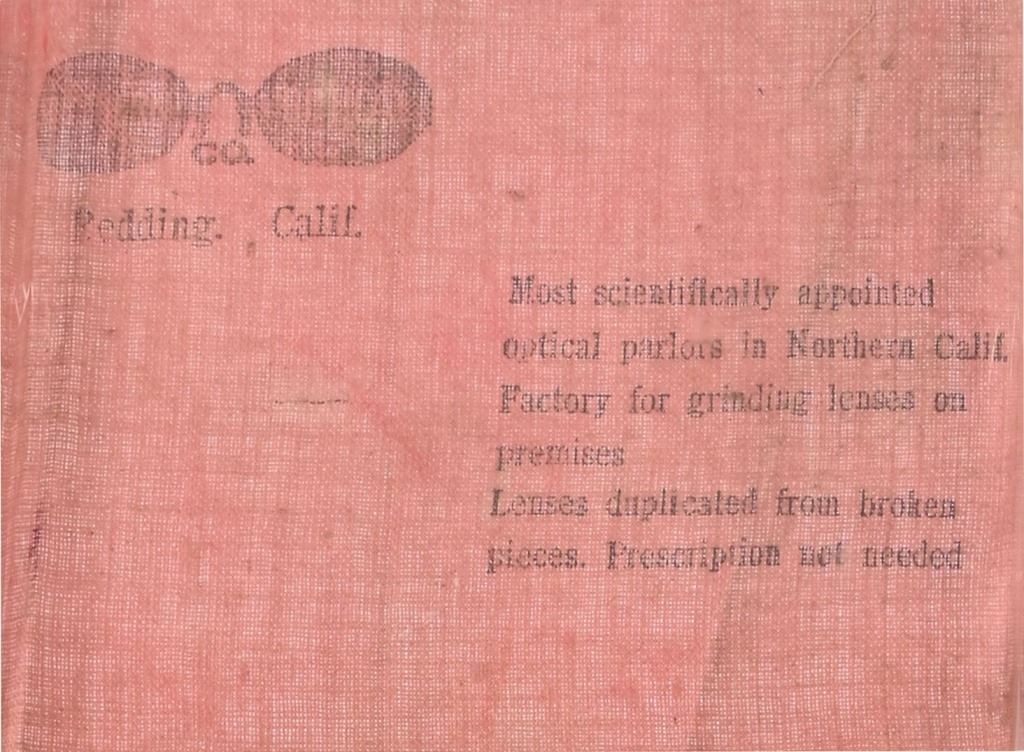 CO.
Redding. Calif.
Most scientifically appointed
optical parlors in Northern Calif.
Factory for grinding lenses on
premises
Lenses duplicated from broken
pieces. Prescription not needed